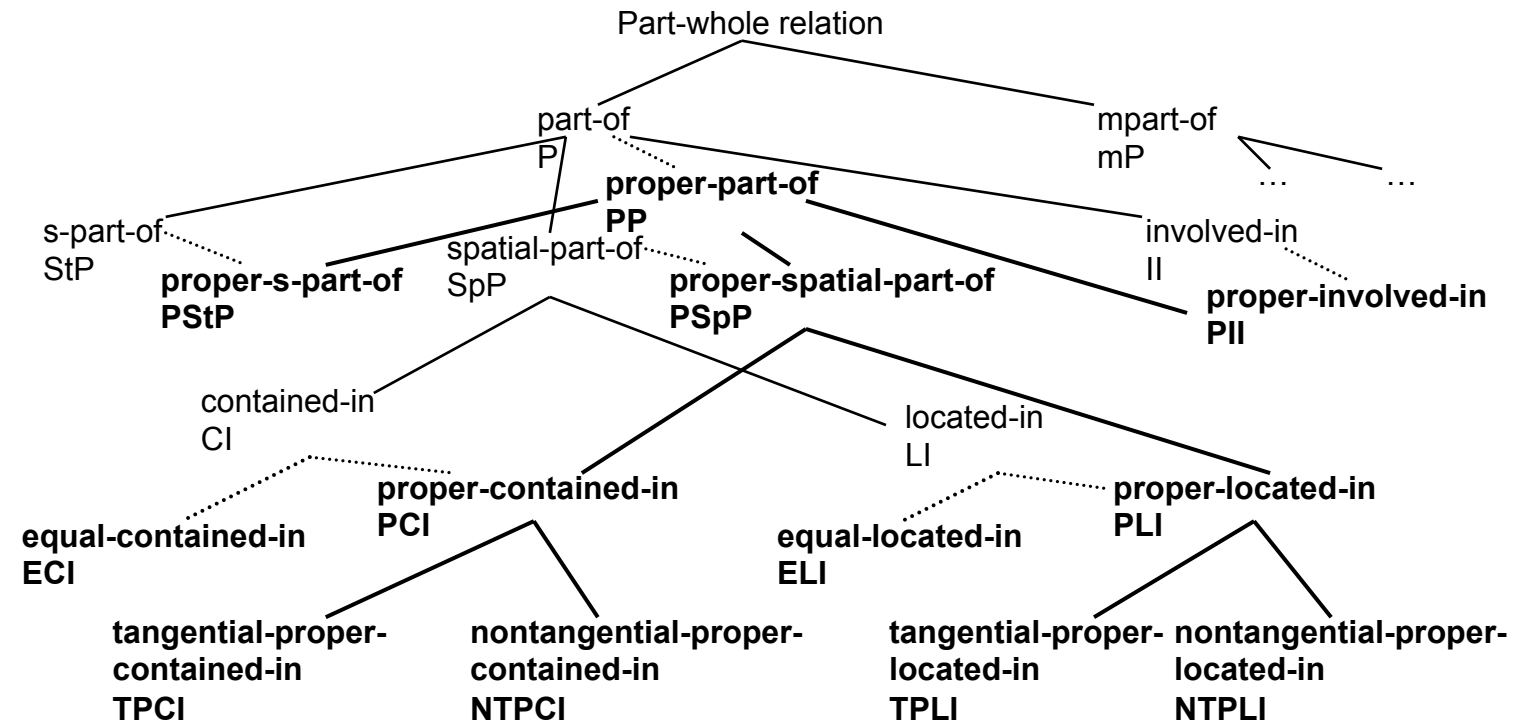 Part-whole relation
part-of
P
mpart-of
mP
... ...
proper-part-of
PP
s-part-of
StP
spatial-part-of
SpP
involved-in
II
proper-s-part-of
PStP
proper-spatial-part-of
PSpP
proper-involved-in
PII
contained-in
CI
located-in
LI
proper-contained-in
PCI
proper-located-in
PLI
equal-contained-in
ECI
equal-located-in
ELI
tangential-proper-
contained-in
TPCI
nontangential-proper-
contained-in
NTPCI
tangential-proper-
located-in
TPLI
nontangential-proper-
located-in
NTPLI